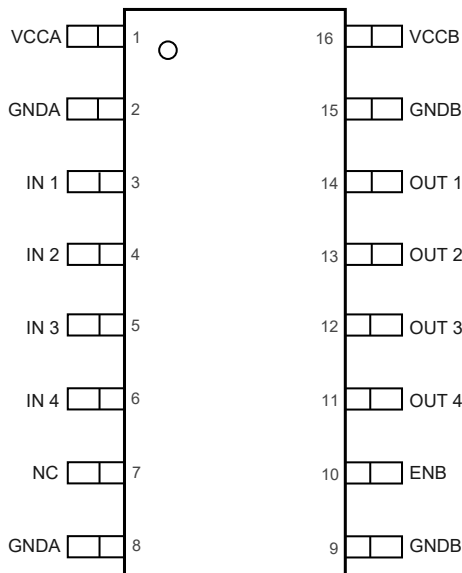 VCCA 1 16 VCCB
GNDA 2 15 GNDB
IN 1 3 14 OUT 1
IN 2 4 13 OUT 2
IN 3 5 12 OUT 3
IN 4 6 11 OUT 4
NC 7 10 ENB
GNDA 8 9 GNDB